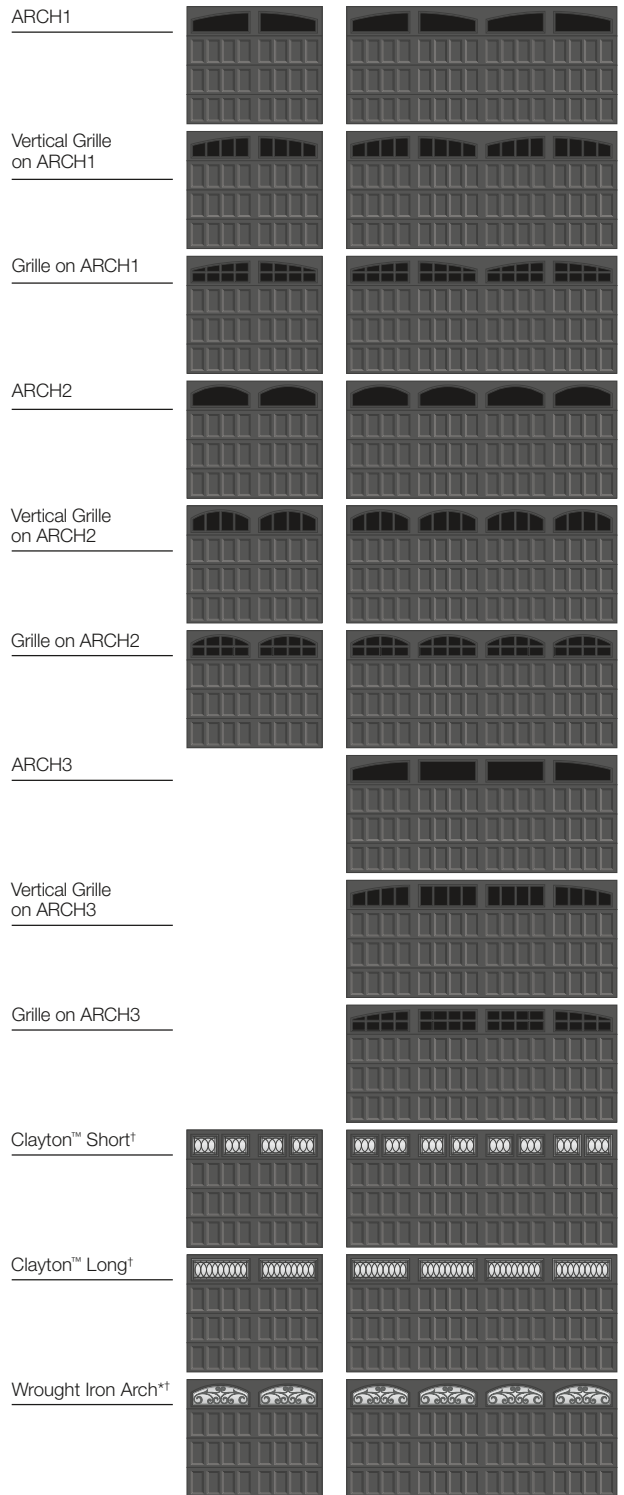 ARCH1
Vertical Grille
on ARCH1
Grille on ARCH1
ARCH2
Vertical Grille
on ARCH2
Grille on ARCH2
ARCH3
Vertical Grille
on ARCH3
Grille on ARCH3
Clayton™ Short†
Clayton™ Long†
Wrought Iron Arch*†